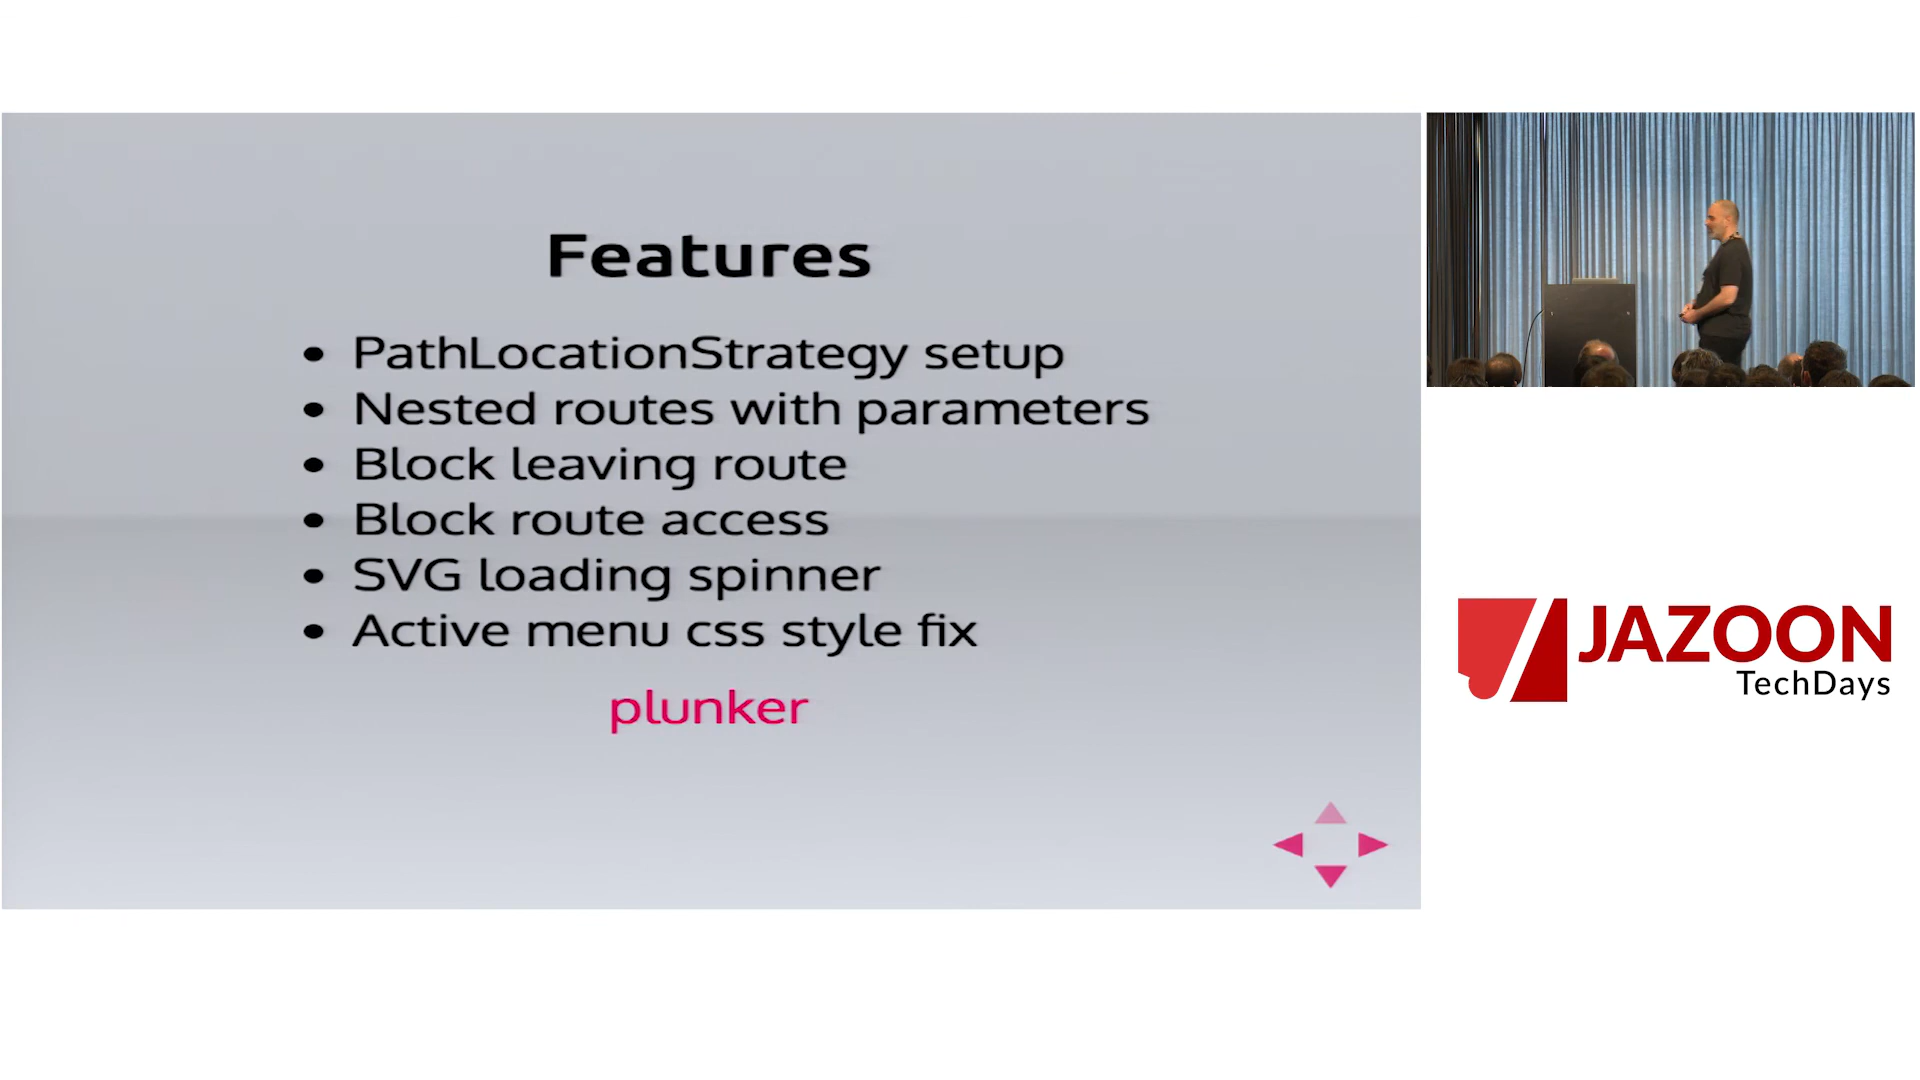 Features
PathLocationStrategy setup
Nested routes with parameters
Block leaving route
Block route access
SVG loading spinner
Active menu css style fix
plunker
JAZOON
TechDays